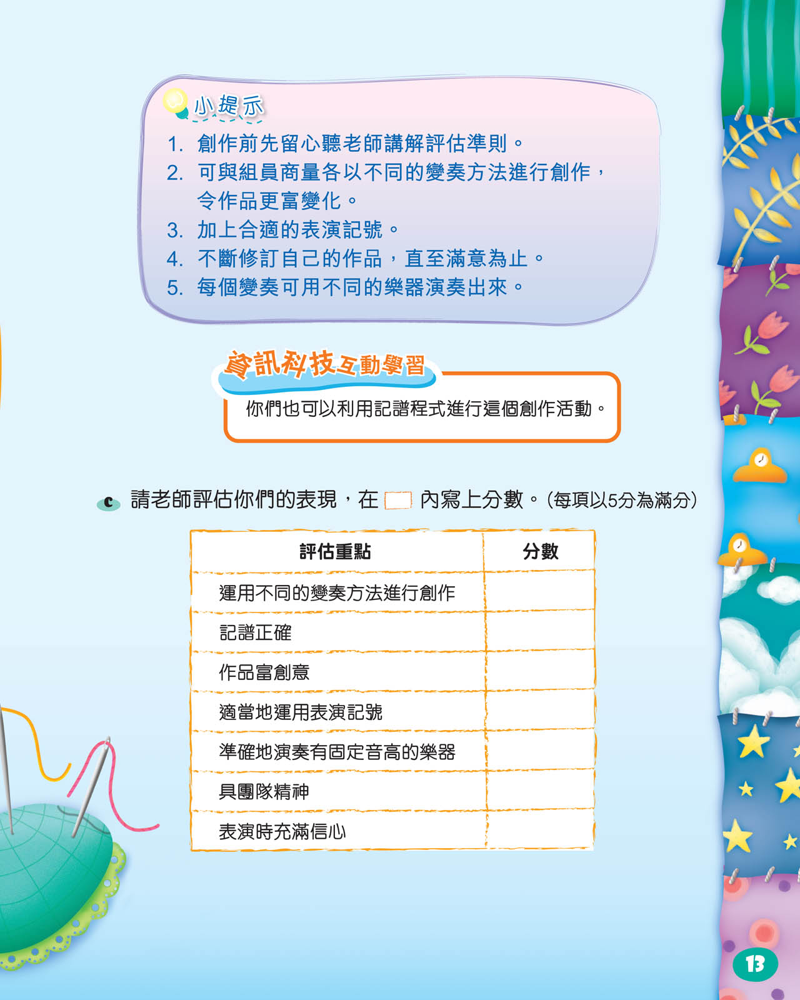 小提示
1. 創作前先留心聽老師講解評估準則。
2. 可與組員商量各以不同的變奏方法進行創作，
令作品更富變化。
3. 加上合適的表演記號。
4. 不斷修訂自己的作品，直至滿意為止。
5. 每個變奏可用不同的樂器演奏出來。
資訊科技互動學習
你們也可以利用記譜程式進行這個創作活動。
c 請老師評估你們的表現，在 內寫上分數。（每項以5分為滿分）
評估重點 分數
運用不同的變奏方法進行創作
記譜正確
作品富創意
適當地運用表演記號
準確地演奏有固定音高的樂器
具團隊精神
表演時充滿信心
13